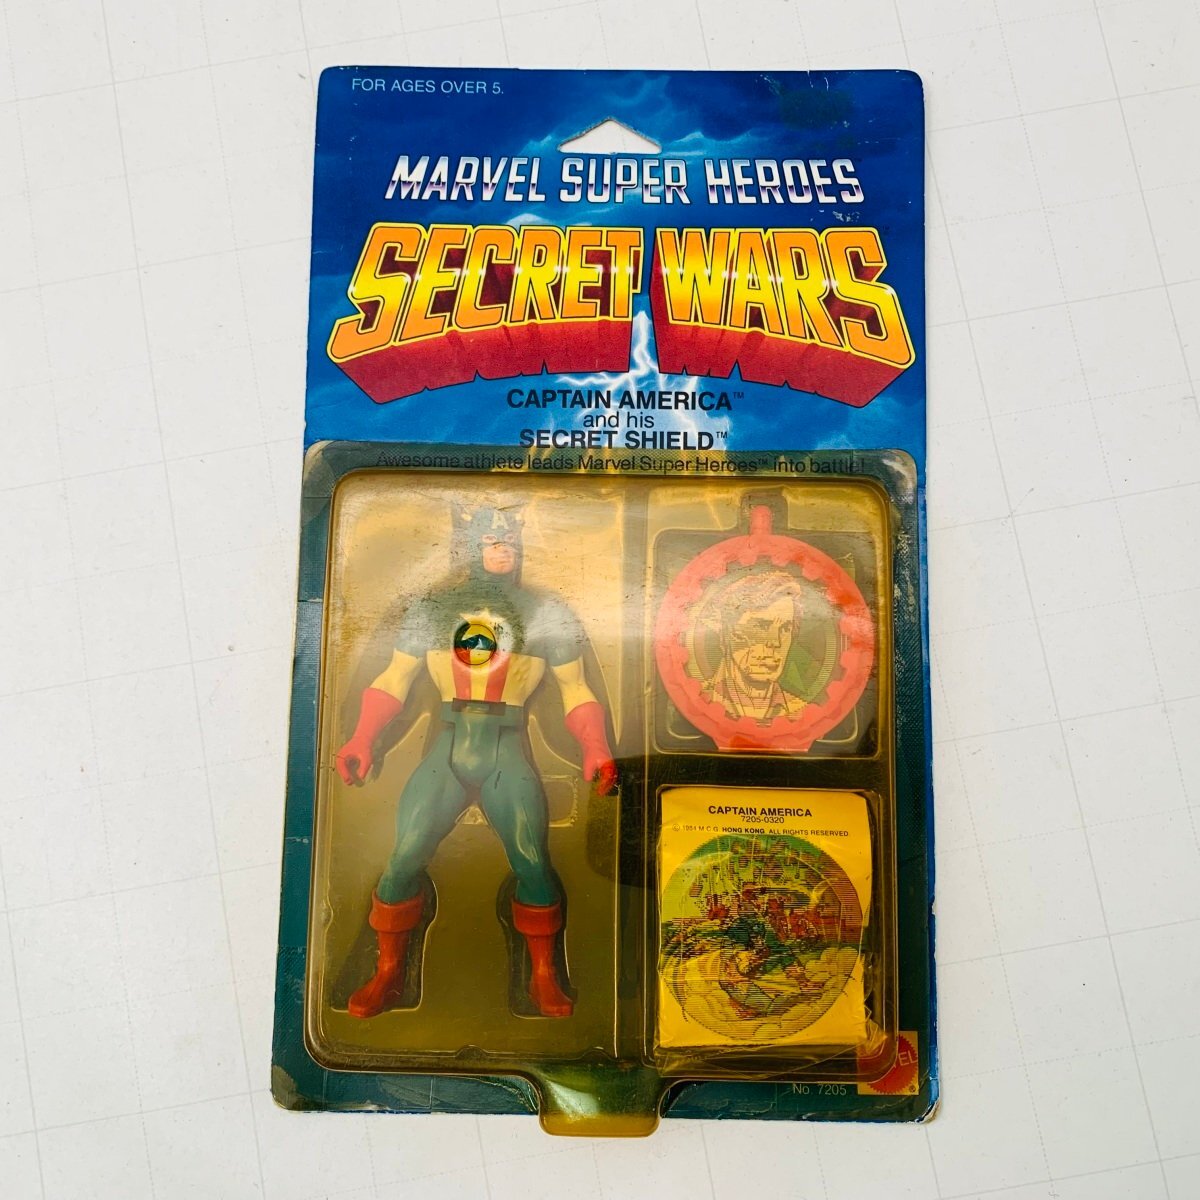 FOR AGES OVER 5.
MARVEL SUPER HEROES
SECRET WARS
CAPTAIN AMERICA™
and his
SECRET SHIELD™
Awesome athlete leads Marvel Super Heroes™ into battle!
A
CAPTAIN AMERICA
7205-0320
© 1984 M.C.G. HONG KONG ALL RIGHTS RESERVED.
No. 7205
MATTEL®